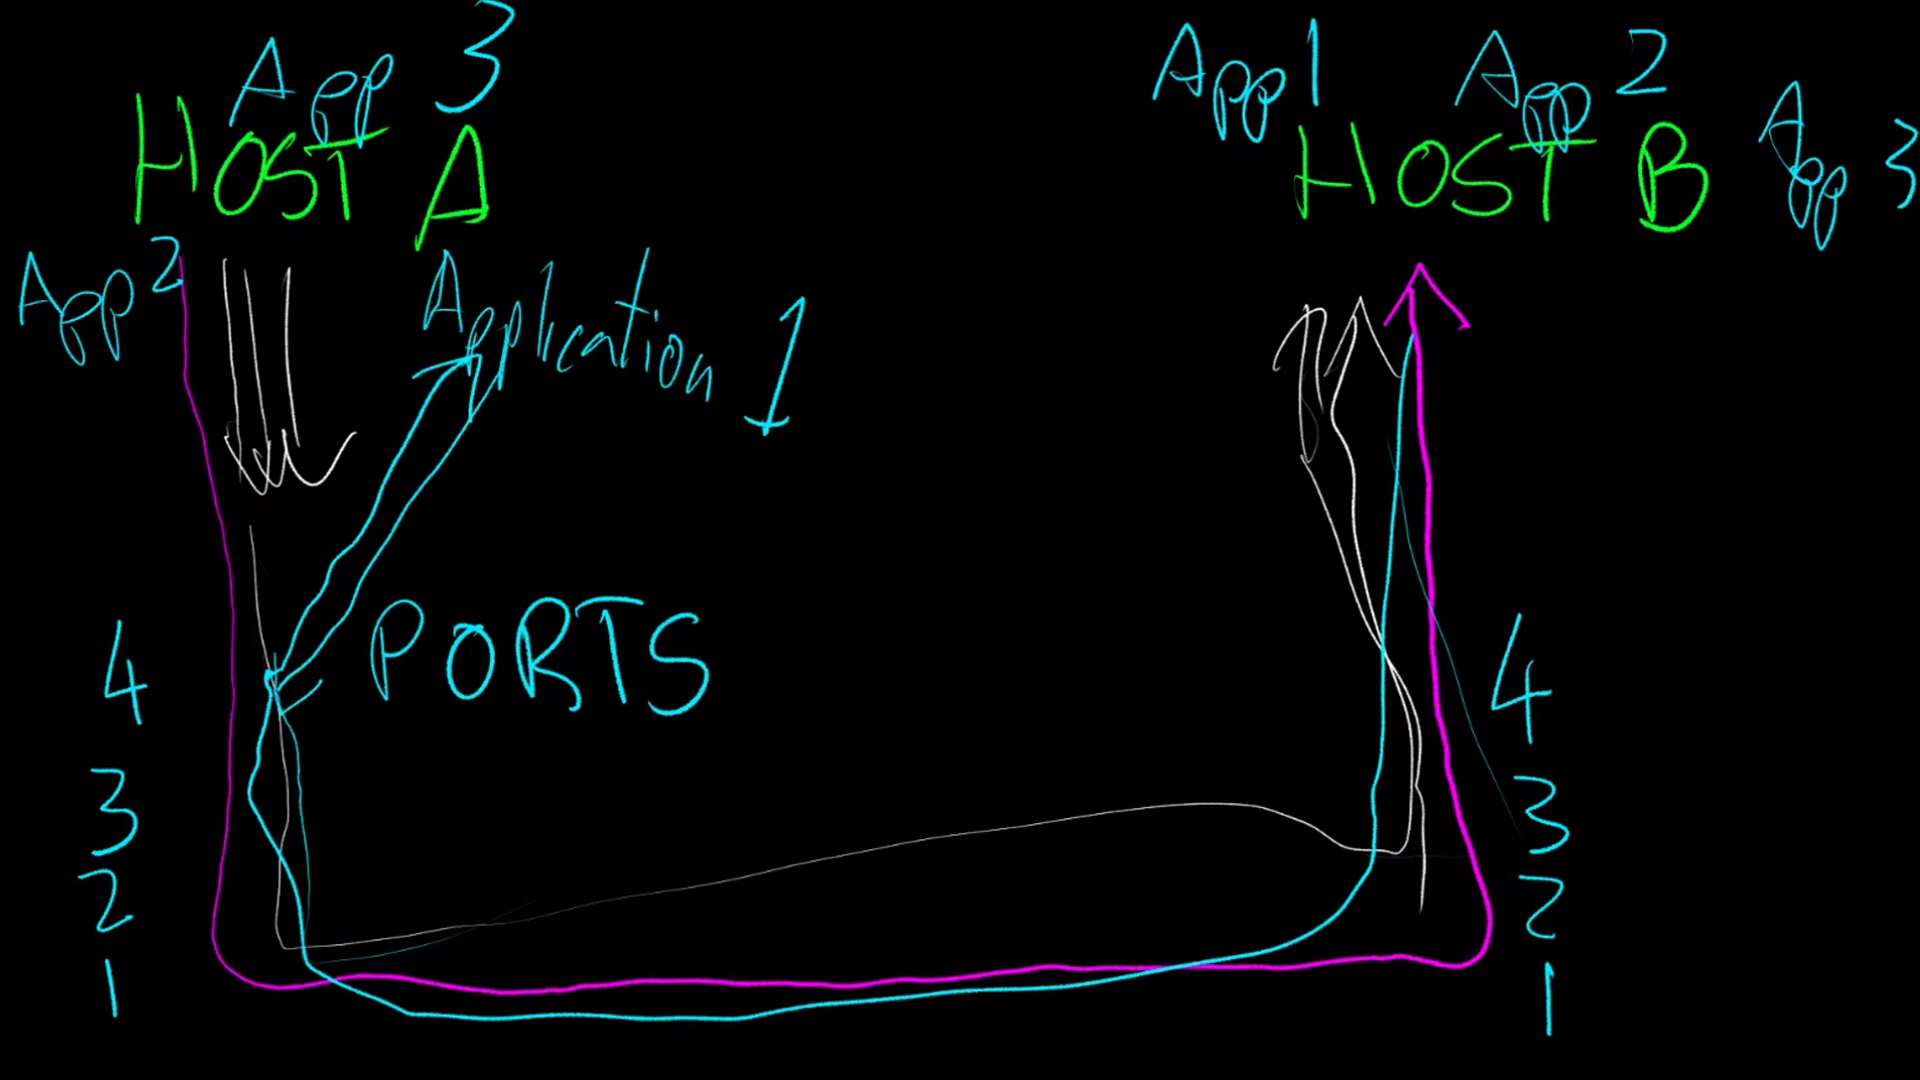 App 3
HOST A
App 2
Application 1
PORTS
4
3
2
1
App 1
App 2
App 3
HOST B
4
3
2
1